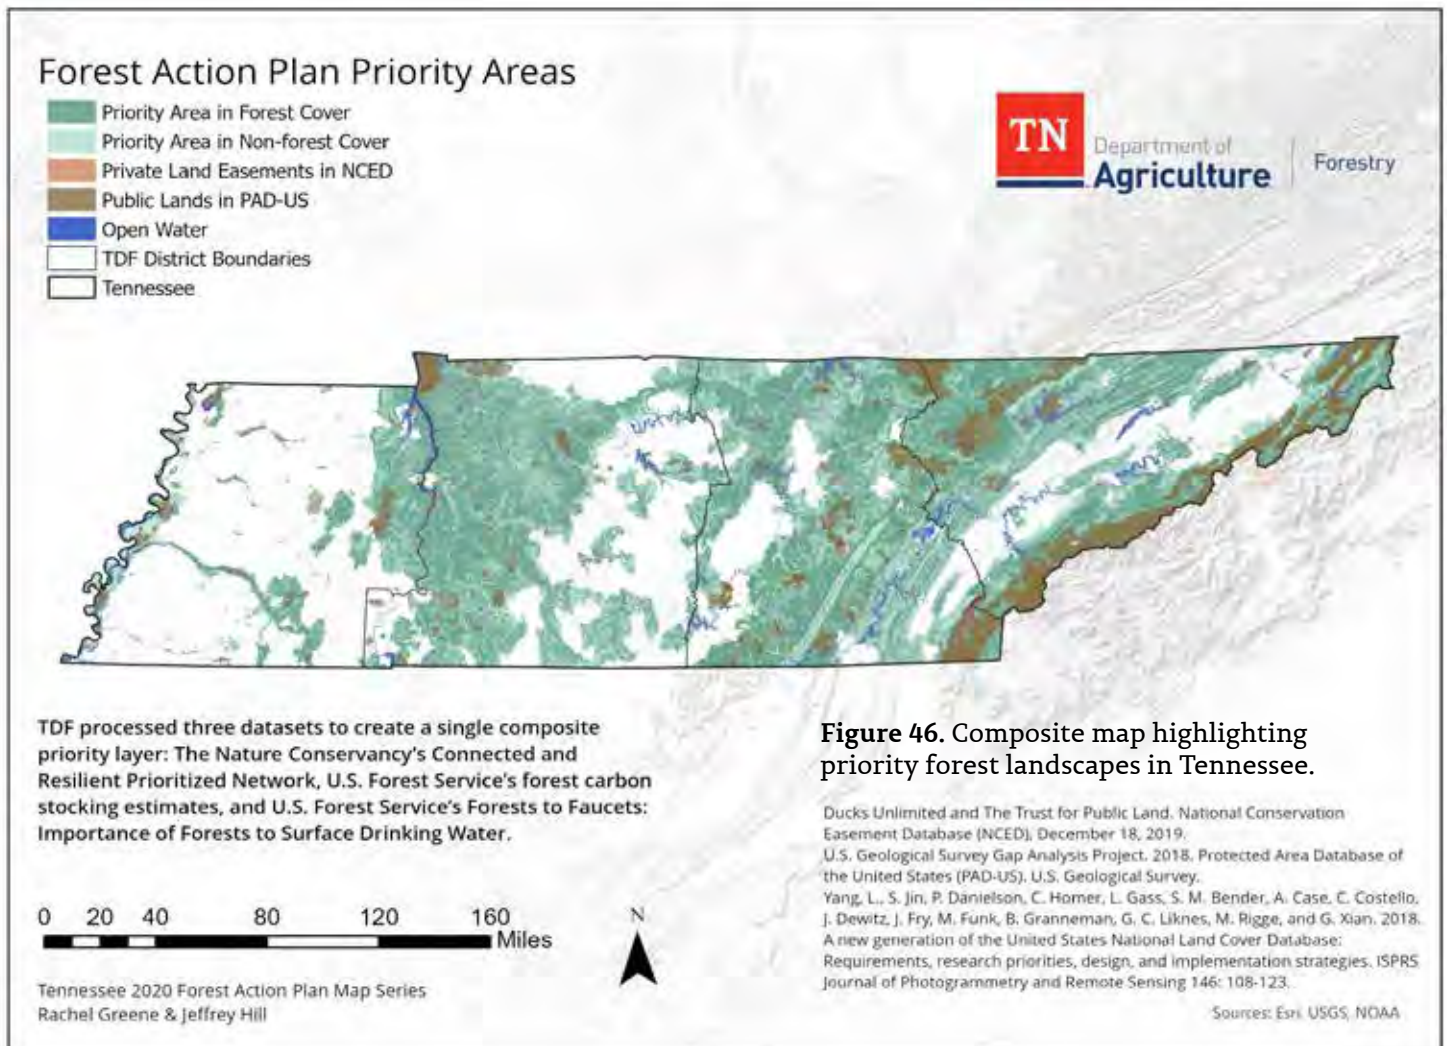 Forest Action Plan Priority Areas
Priority Area in Forest Cover
Priority Area in Non-forest Cover
Private Land Easements in NCED
Public Lands in PAD-US
Open Water
TDF District Boundaries
Tennessee
TN
Department of
Agriculture
Forestry
TDF processed three datasets to create a single composite
priority layer: The Nature Conservancy's Connected and
Resilient Prioritized Network, U.S. Forest Service's forest carbon
stocking estimates, and U.S. Forest Service's Forests to Faucets:
Importance of Forests to Surface Drinking Water.
0 20 40 80 120 160
Miles
N
Tennessee 2020 Forest Action Plan Map Series
Rachel Greene & Jeffrey Hill
Figure 46. Composite map highlighting
priority forest landscapes in Tennessee.
Ducks Unlimited and The Trust for Public Land. National Conservation
Easement Database (NCED), December 18, 2019.
U.S. Geological Survey Gap Analysis Project. 2018. Protected Area Database of
the United States (PAD-US). U.S. Geological Survey.
Yang, L., S. Jin, P. Danielson, C. Homer, L. Gass, S. M. Bender, A. Case, C. Costello,
J. Dewitz, J. Fry, M. Funk, B. Granneman, G. C. Liknes, M. Rigge, and G. Xian. 2018.
A new generation of the United States National Land Cover Database:
Requirements, research priorities, design, and implementation strategies. ISPRS
Journal of Photogrammetry and Remote Sensing 146: 108-123.
Sources: Esri, USGS, NOAA